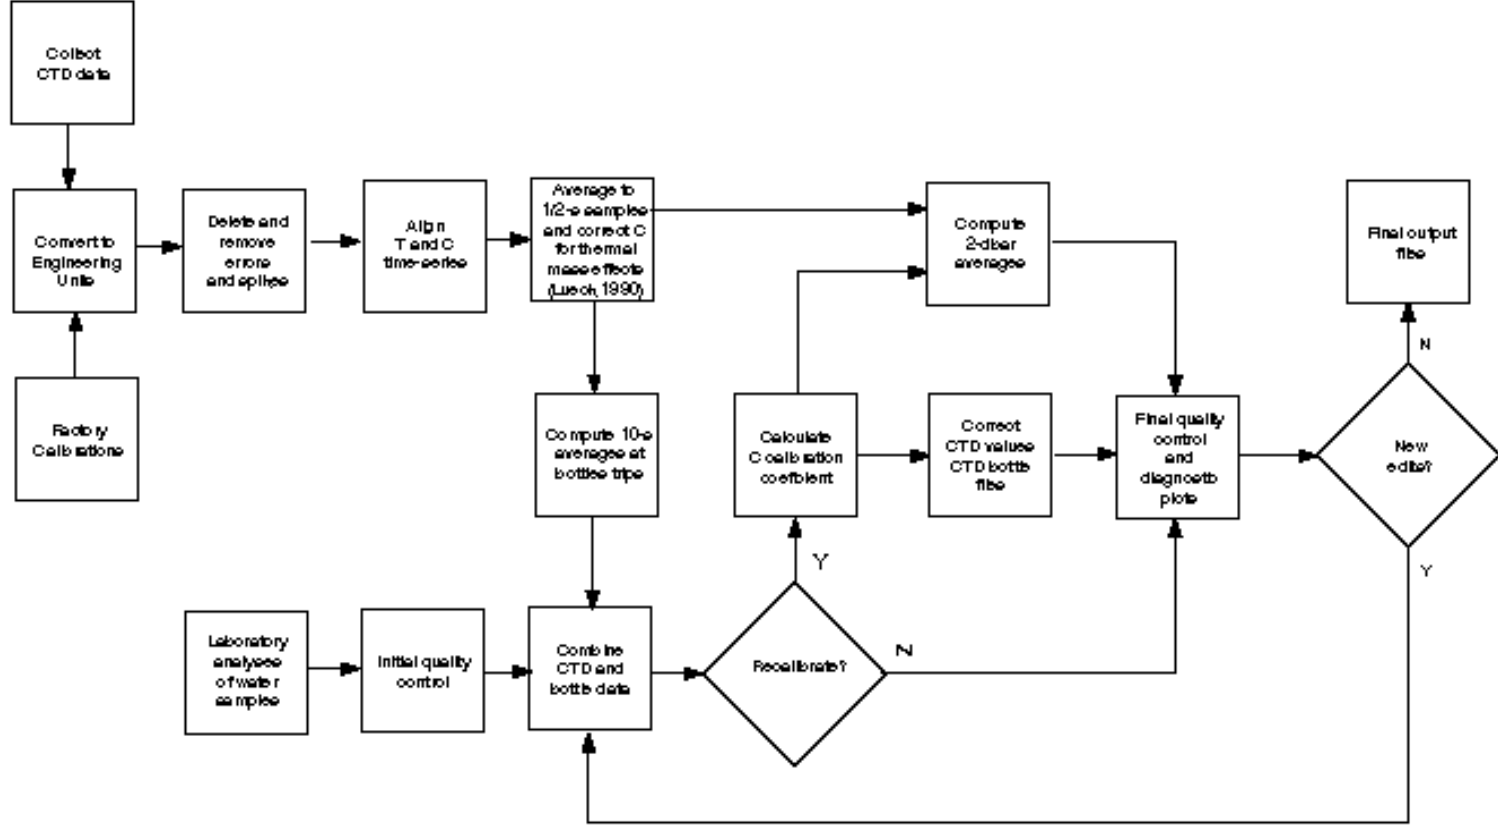 Collect
CTD data
Convert to
Engineering
Units
Factory
Calibrations
Delete and
remove
errors
and spikes
Align
T and C
time-series
Average to
1/2-s samples
and correct C
for thermal
mass effects
(Lueck, 1990)
Compute 10-s
averages at
bottles trips
Laboratory
analyses
of water
samples
Initial quality
control
Combine
CTD and
bottle data
Recalibrate?
Y
N
Calculate
C calibration
coefficient
Compute
2-dbar
averages
Correct
CTD values
CTD bottle
files
Final quality
control
and
diagnostic
plots
New
edits?
N
Y
Final output
files